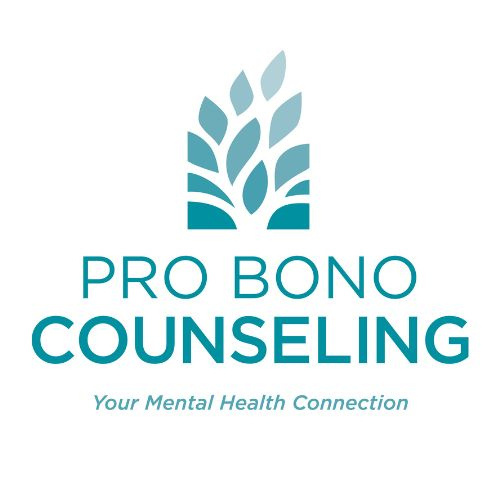 PRO BONO
COUNSELING
Your Mental Health Connection